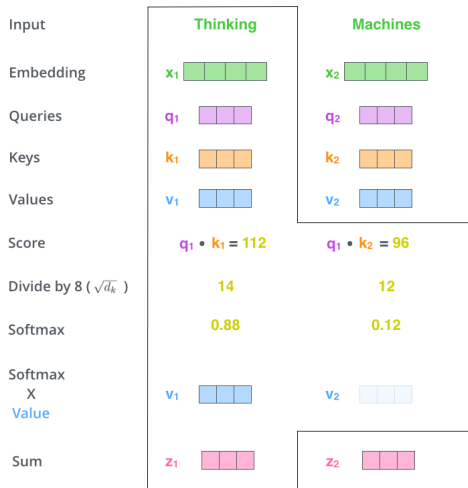 Input Thinking Machines
Embedding x₁ x₂
Queries q₁ q₂
Keys k₁ k₂
Values v₁ v₂
Score q₁ • k₁ = 112 q₁ • k₂ = 96
Divide by 8 ( √dₖ ) 14 12
Softmax 0.88 0.12
Softmax
X
Value v₁ v₂
Sum z₁ z₂